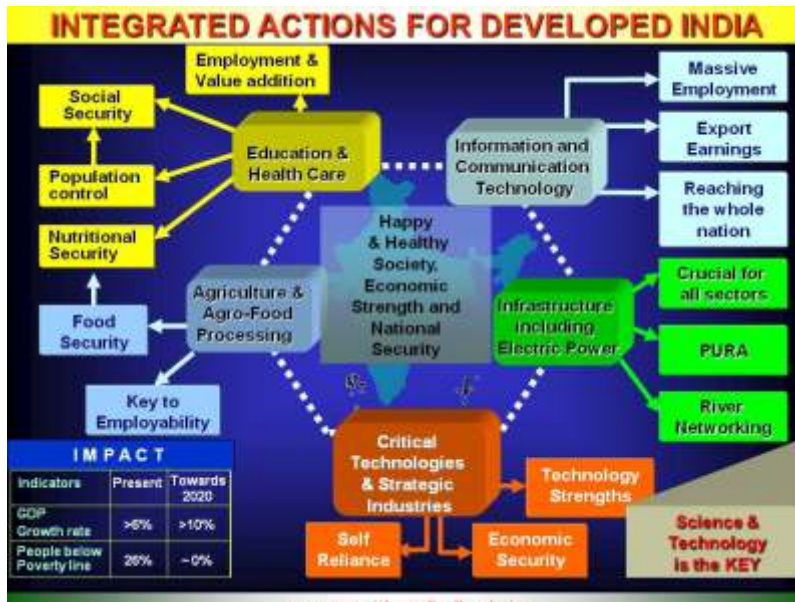 INTEGRATED ACTIONS FOR DEVELOPED INDIA
Employment &
Value addition
Social
Security
Population
control
Nutritional
Security
Education &
Health Care
Information and
Communication
Technology
Massive
Employment
Export
Earnings
Reaching
the whole
nation
Happy
& Healthy
Society,
Economic
Strength and
National
Security
Agriculture &
Agro-Food
Processing
Food
Security
Key to
Employability
Infrastructure
including
Electric Power
Crucial for
all sectors
PURA
River
Networking
Critical
Technologies
& Strategic
Industries
Technology
Strengths
Self
Reliance
Economic
Security
IMPACT
Indicators Present Towards
2020
GDP
Growth rate >6% >10%
People below
Poverty line 26% ~0%
Science &
Technology
is the KEY